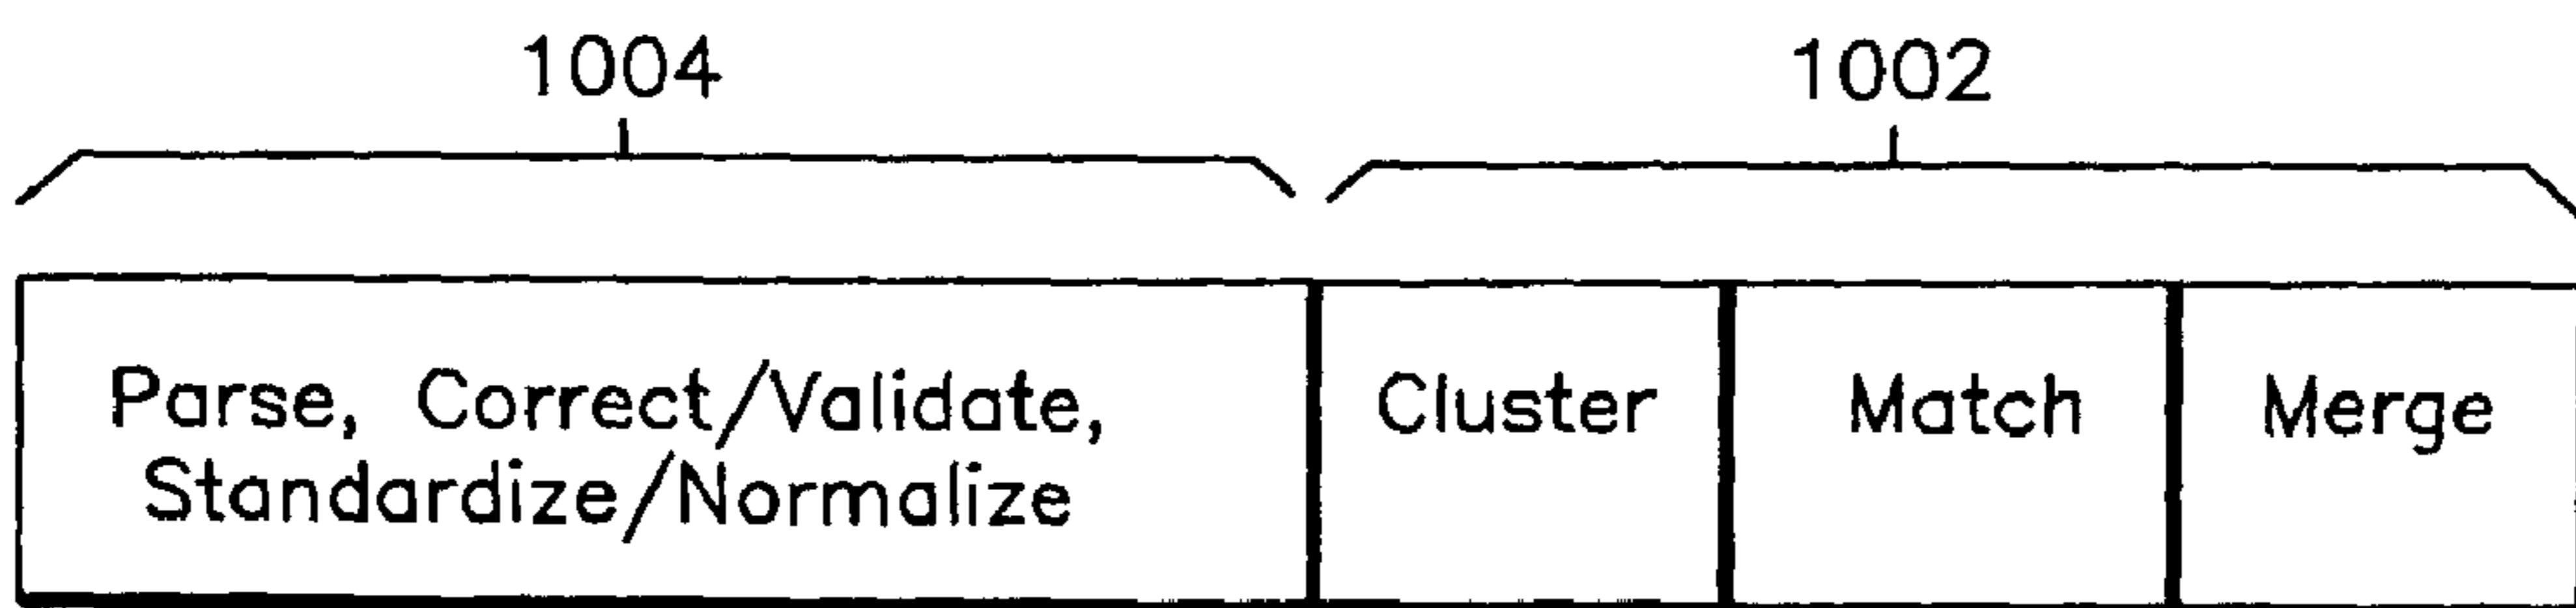 1004
1002
Parse, Correct/Validate,
Standardize/Normalize
Cluster
Match
Merge